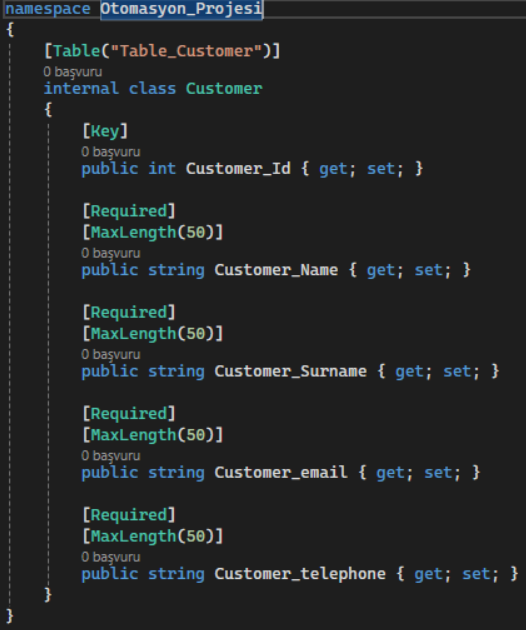 namespace Otomasyon_Projesi
{
[Table("Table_Customer")]
0 başvuru
internal class Customer
{
[Key]
0 başvuru
public int Customer_Id { get; set; }
[Required]
[MaxLength(50)]
0 başvuru
public string Customer_Name { get; set; }
[Required]
[MaxLength(50)]
0 başvuru
public string Customer_Surname { get; set; }
[Required]
[MaxLength(50)]
0 başvuru
public string Customer_email { get; set; }
[Required]
[MaxLength(50)]
0 başvuru
public string Customer_telephone { get; set; }
}
}